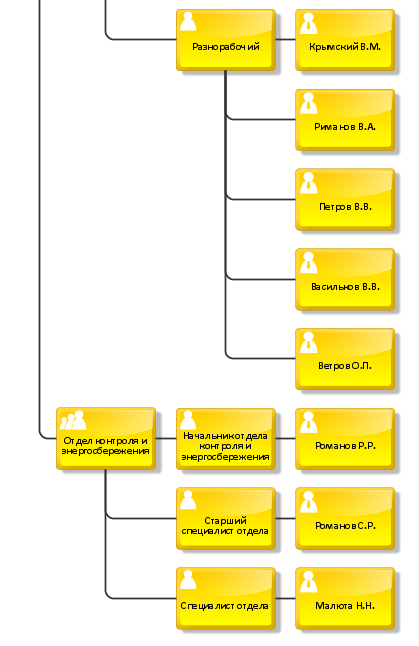 Разнорабочий
Крымский В.М.
Риманов В.А.
Петров В.В.
Васильков В.В.
Ветров О.П.
Отдел контроля и
энергосбережения
Начальник отдела
контроля и
энергосбережения
Романов Р.Р.
Старший
специалист отдела
Романов С.Р.
Специалист отдела
Малюта Н.Н.